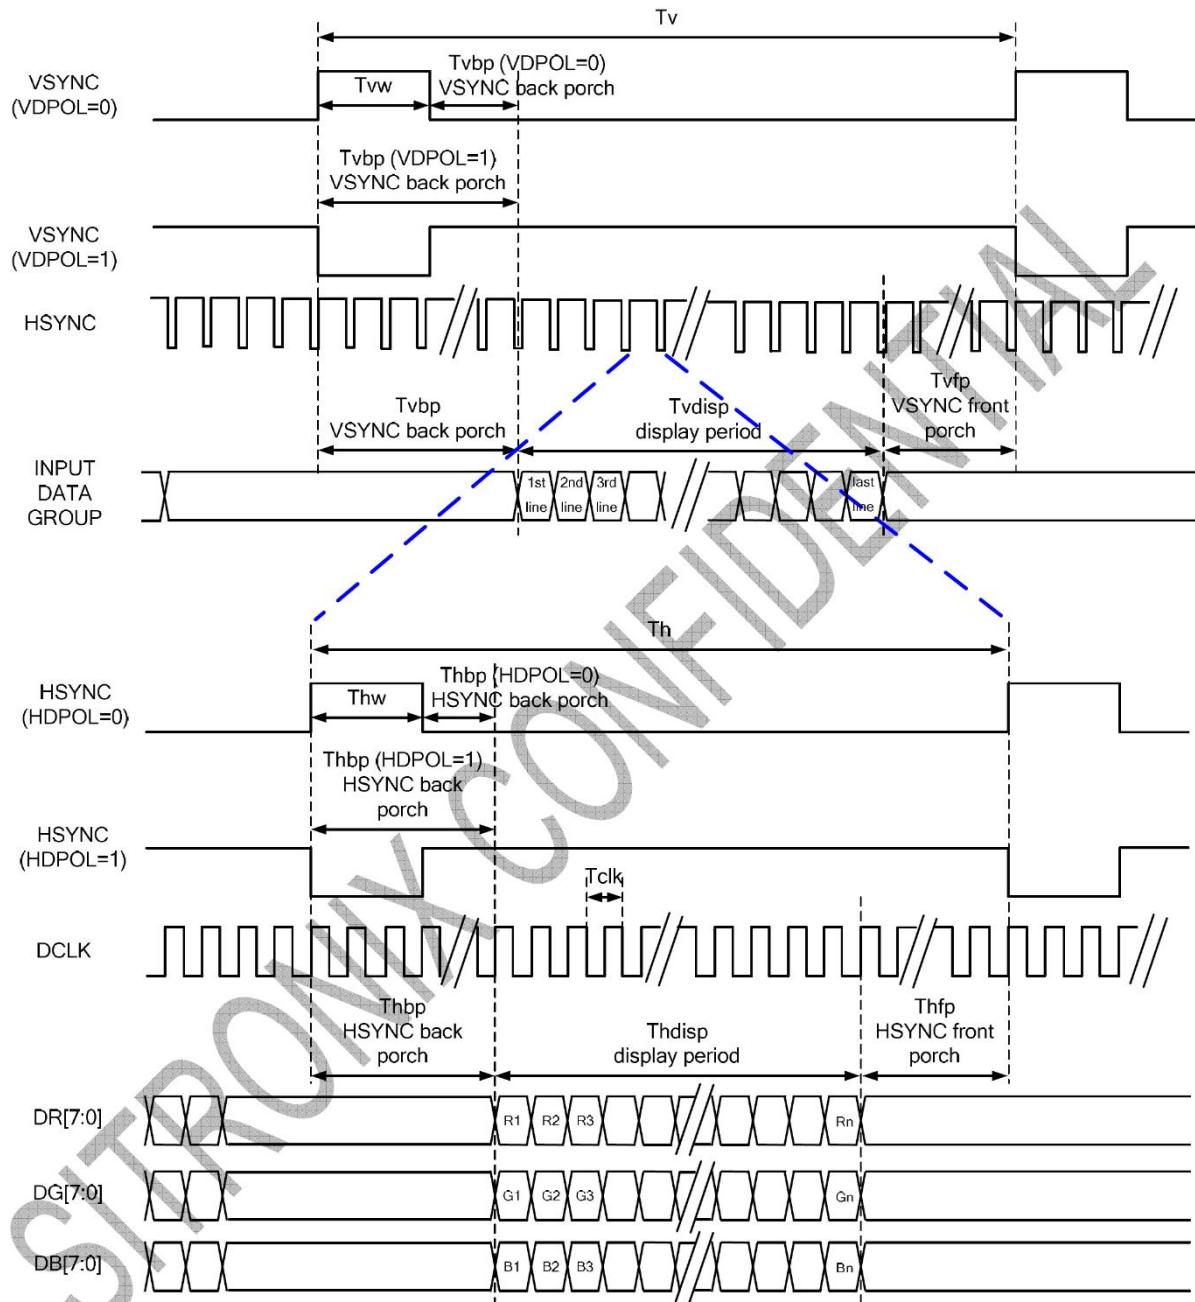 Tv
VSYNC
(VDPOL=0)
Tvw
Tvbp (VDPOL=0)
VSYNC back porch
Tvbp (VDPOL=1)
VSYNC back porch
VSYNC
(VDPOL=1)
HSYNC
Tvbp
VSYNC back porch
Tvdisp
display period
Tvfp
VSYNC front
porch
INPUT
DATA
GROUP
1st
line
2nd
line
3rd
line
last
line
Th
HSYNC
(HDPOL=0)
Thw
Thbp (HDPOL=0)
HSYNC back porch
Thbp (HDPOL=1)
HSYNC back
porch
HSYNC
(HDPOL=1)
Tclk
DCLK
Thbp
HSYNC back
porch
Thdisp
display period
Thfp
HSYNC front
porch
DR[7:0]
R1
R2
R3
Rn
DG[7:0]
G1
G2
G3
Gn
DB[7:0]
B1
B2
B3
Bn
SITRONIX CONFIDENTIAL